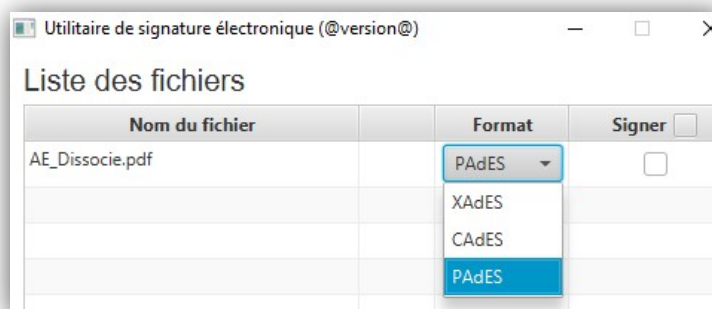 Utilitaire de signature électronique (@version@)
Liste des fichiers
Nom du fichier Format Signer
AE_Dissocie.pdf PAdES
XAdES
CAdES
PAdES